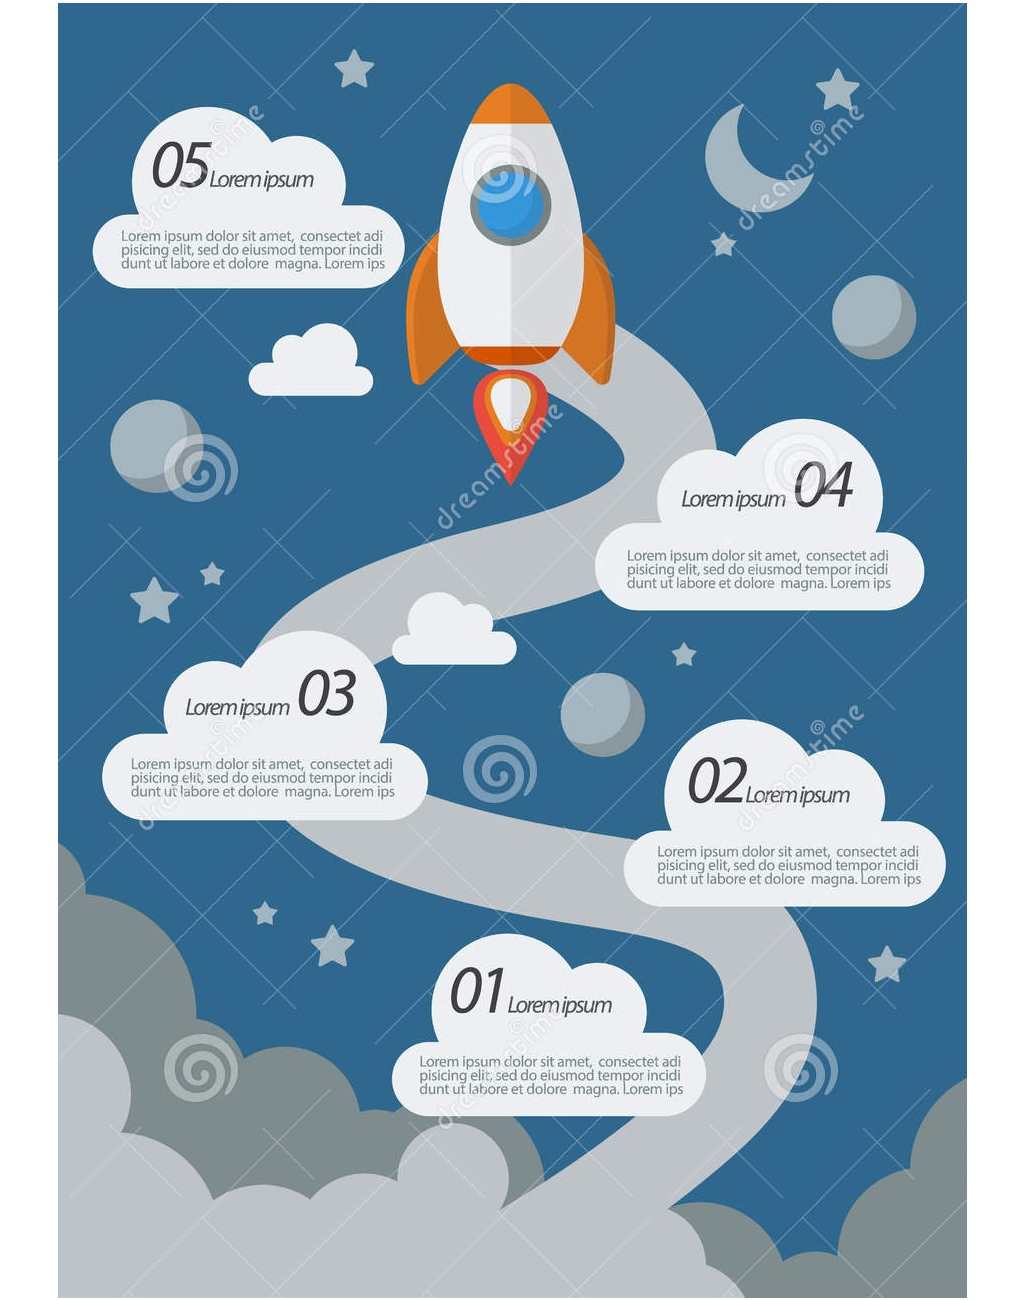 05 Lorem ipsum
Lorem ipsum dolor sit amet, consectet adi
pisicing elit, sed do eiusmod tempor incidi
dunt ut labore et dolore magna. Lorem ips
Lorem ipsum 04
Lorem ipsum dolor sit amet, consectet adi
pisicing elit, sed do eiusmod tempor incidi
dunt ut labore et dolore magna. Lorem ips
Lorem ipsum 03
Lorem ipsum dolor sit amet, consectet adi
pisicing elit, sed do eiusmod tempor incidi
dunt ut labore et dolore magna. Lorem ips
02 Lorem ipsum
Lorem ipsum dolor sit amet, consectet adi
pisicing elit, sed do eiusmod tempor incidi
dunt ut labore et dolore magna. Lorem ips
01 Lorem ipsum
Lorem ipsum dolor sit amet, consectet adi
pisicing elit, sed do eiusmod tempor incidi
dunt ut labore et dolore magna. Lorem ips
dreamstime
dreamstime
dreamstime
dreamstime
dreamstime
dreamstime